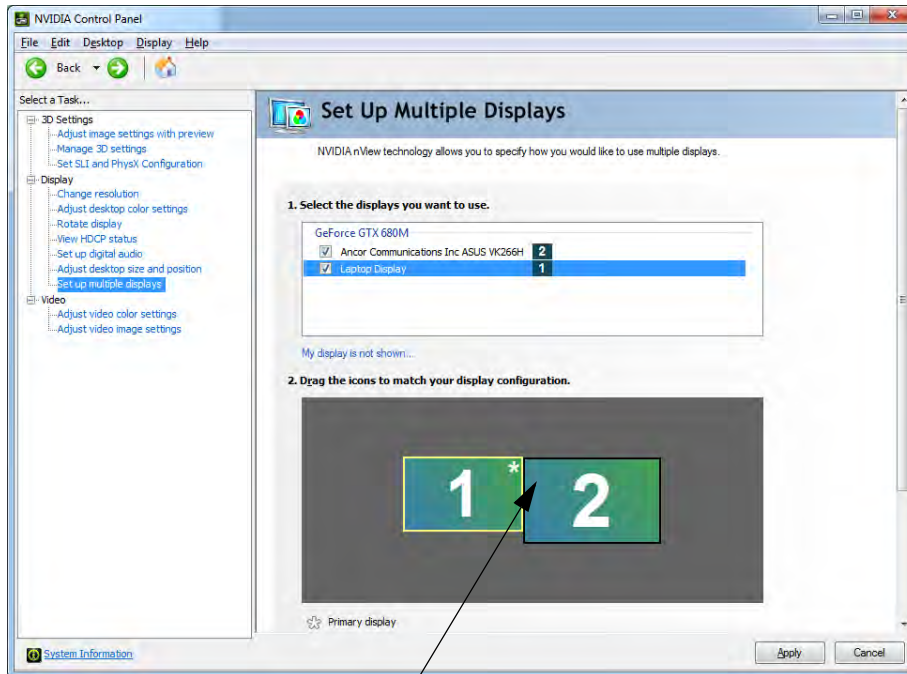 NVIDIA Control Panel
File Edit Desktop Display Help
Back
Select a Task...
3D Settings
Adjust image settings with preview
Manage 3D settings
Set SLI and PhysX Configuration
Display
Change resolution
Adjust desktop color settings
Rotate display
View HDCP status
Set up digital audio
Adjust desktop size and position
Set up multiple displays
Video
Adjust video color settings
Adjust video image settings
System Information
Set Up Multiple Displays
NVIDIA nView technology allows you to specify how you would like to use multiple displays.
1. Select the displays you want to use.
GeForce GTX 680M
Ancor Communications Inc ASUS VK266H 2
Laptop Display 1
My display is not shown...
2. Drag the icons to match your display configuration.
1 * 2
Primary display
Apply Cancel